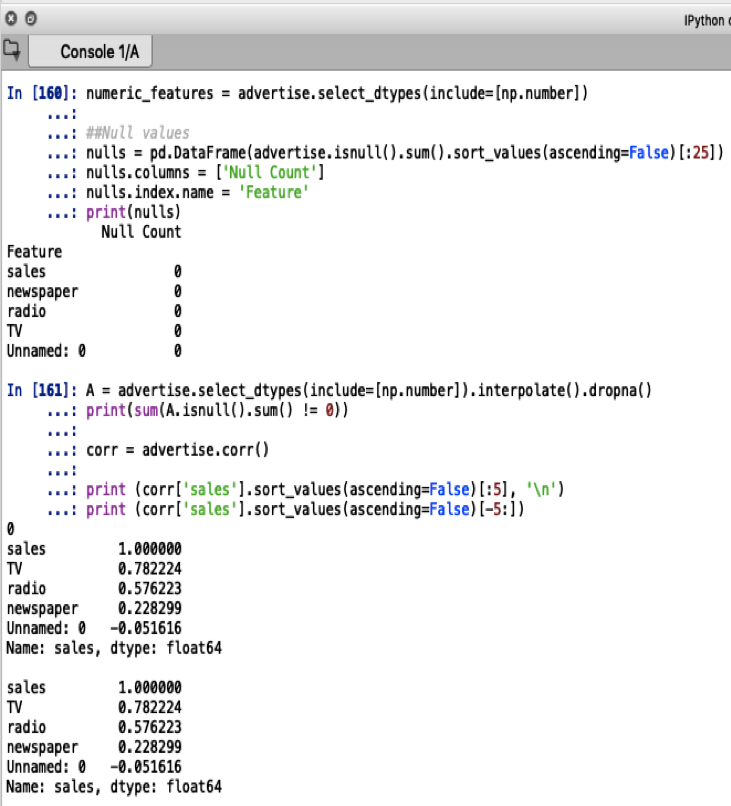 IPython c
Console 1/A
In [160]: numeric_features = advertise.select_dtypes(include=[np.number])
     ...:
     ...: ##Null values
     ...: nulls = pd.DataFrame(advertise.isnull().sum().sort_values(ascending=False)[:25])
     ...: nulls.columns = ['Null Count']
     ...: nulls.index.name = 'Feature'
     ...: print(nulls)
            Null Count
Feature
sales                0
newspaper            0
radio                0
TV                   0
Unnamed: 0           0
In [161]: A = advertise.select_dtypes(include=[np.number]).interpolate().dropna()
     ...: print(sum(A.isnull().sum() != 0))
     ...:
     ...: corr = advertise.corr()
     ...:
     ...: print (corr['sales'].sort_values(ascending=False)[:5], '\n')
     ...: print (corr['sales'].sort_values(ascending=False)[-5:])
0
sales         1.000000
TV            0.782224
radio         0.576223
newspaper     0.228299
Unnamed: 0   -0.051616
Name: sales, dtype: float64
sales         1.000000
TV            0.782224
radio         0.576223
newspaper     0.228299
Unnamed: 0   -0.051616
Name: sales, dtype: float64